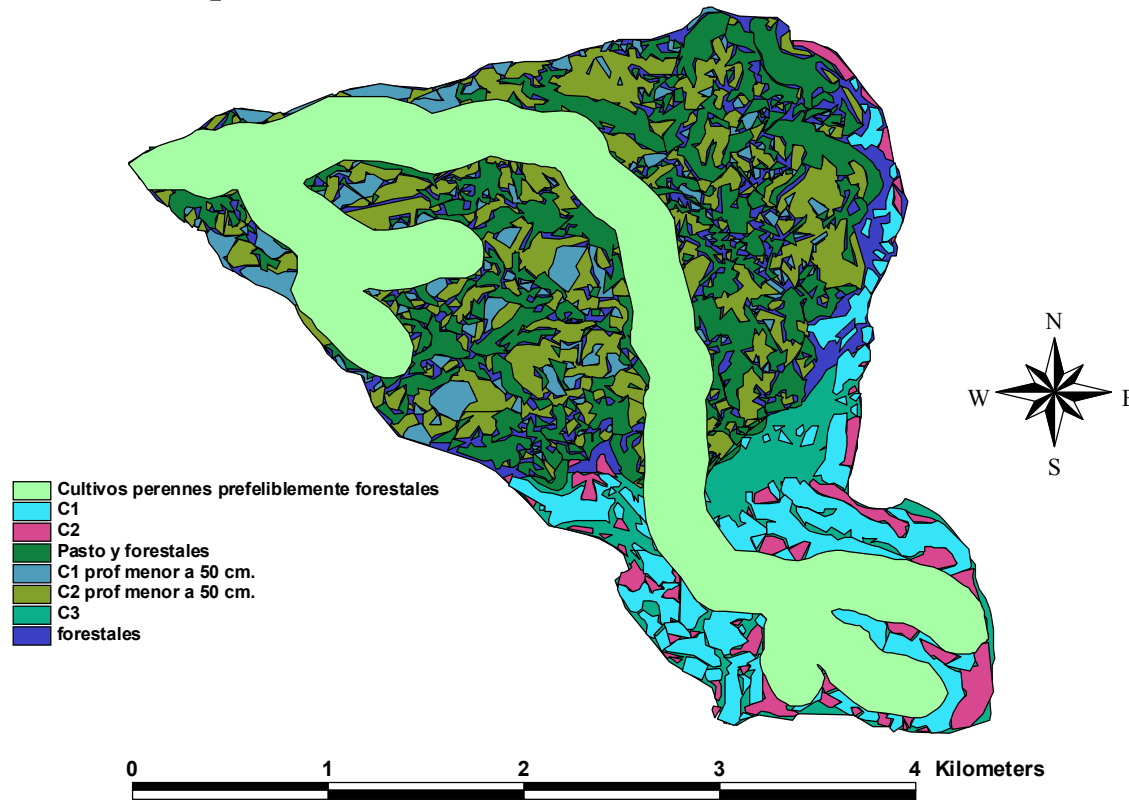 N
W
E
S
Cultivos perennes prefeliblemente forestales
C1
C2
Pasto y forestales
C1 prof menor a 50 cm.
C2 prof menor a 50 cm.
C3
forestales
0 1 2 3 4 Kilometers